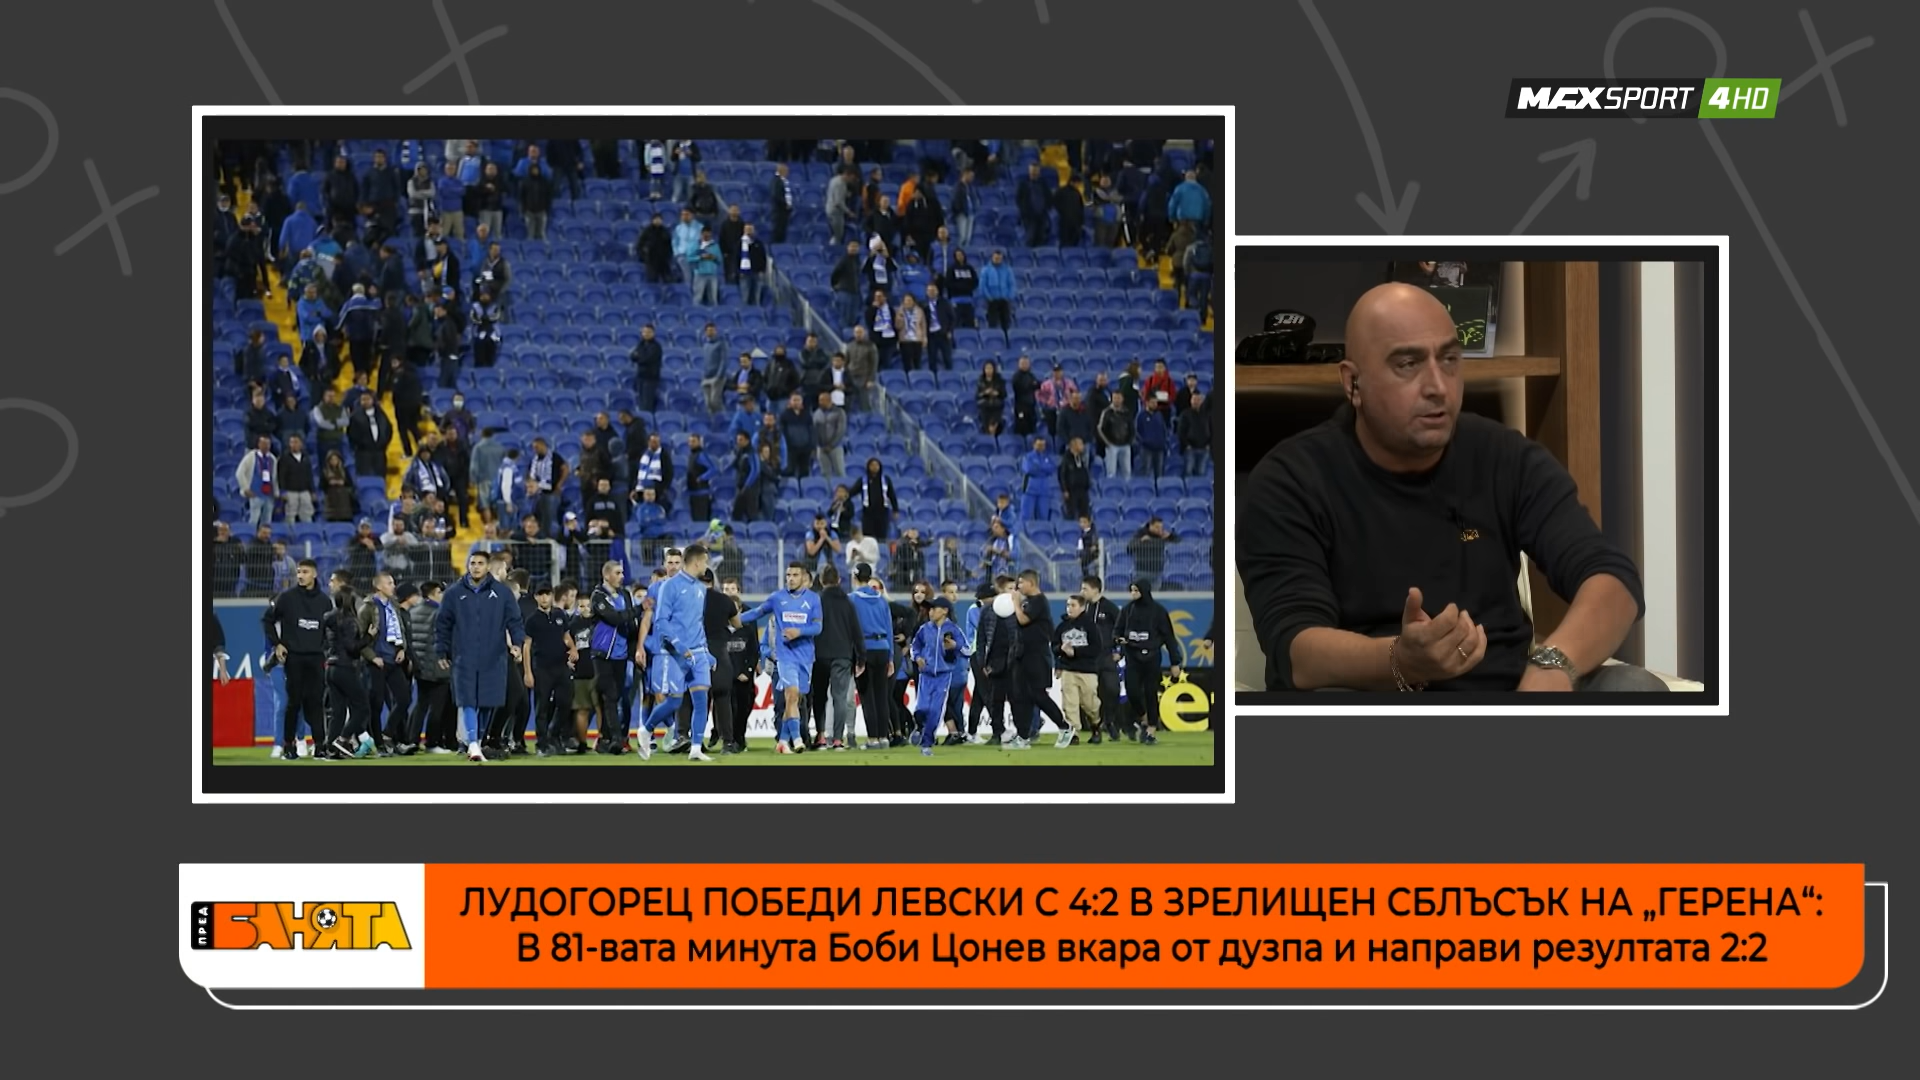 MAXSPORT 4HD
ЛУДОГОРЕЦ ПОБЕДИ ЛЕВСКИ С 4:2 В ЗРЕЛИЩЕН СБЛЪСЪК НА „ГЕРЕНА“:
ПРЕД БАНЯТА
В 81-вата минута Боби Цонев вкара от дузпа и направи резултата 2:2